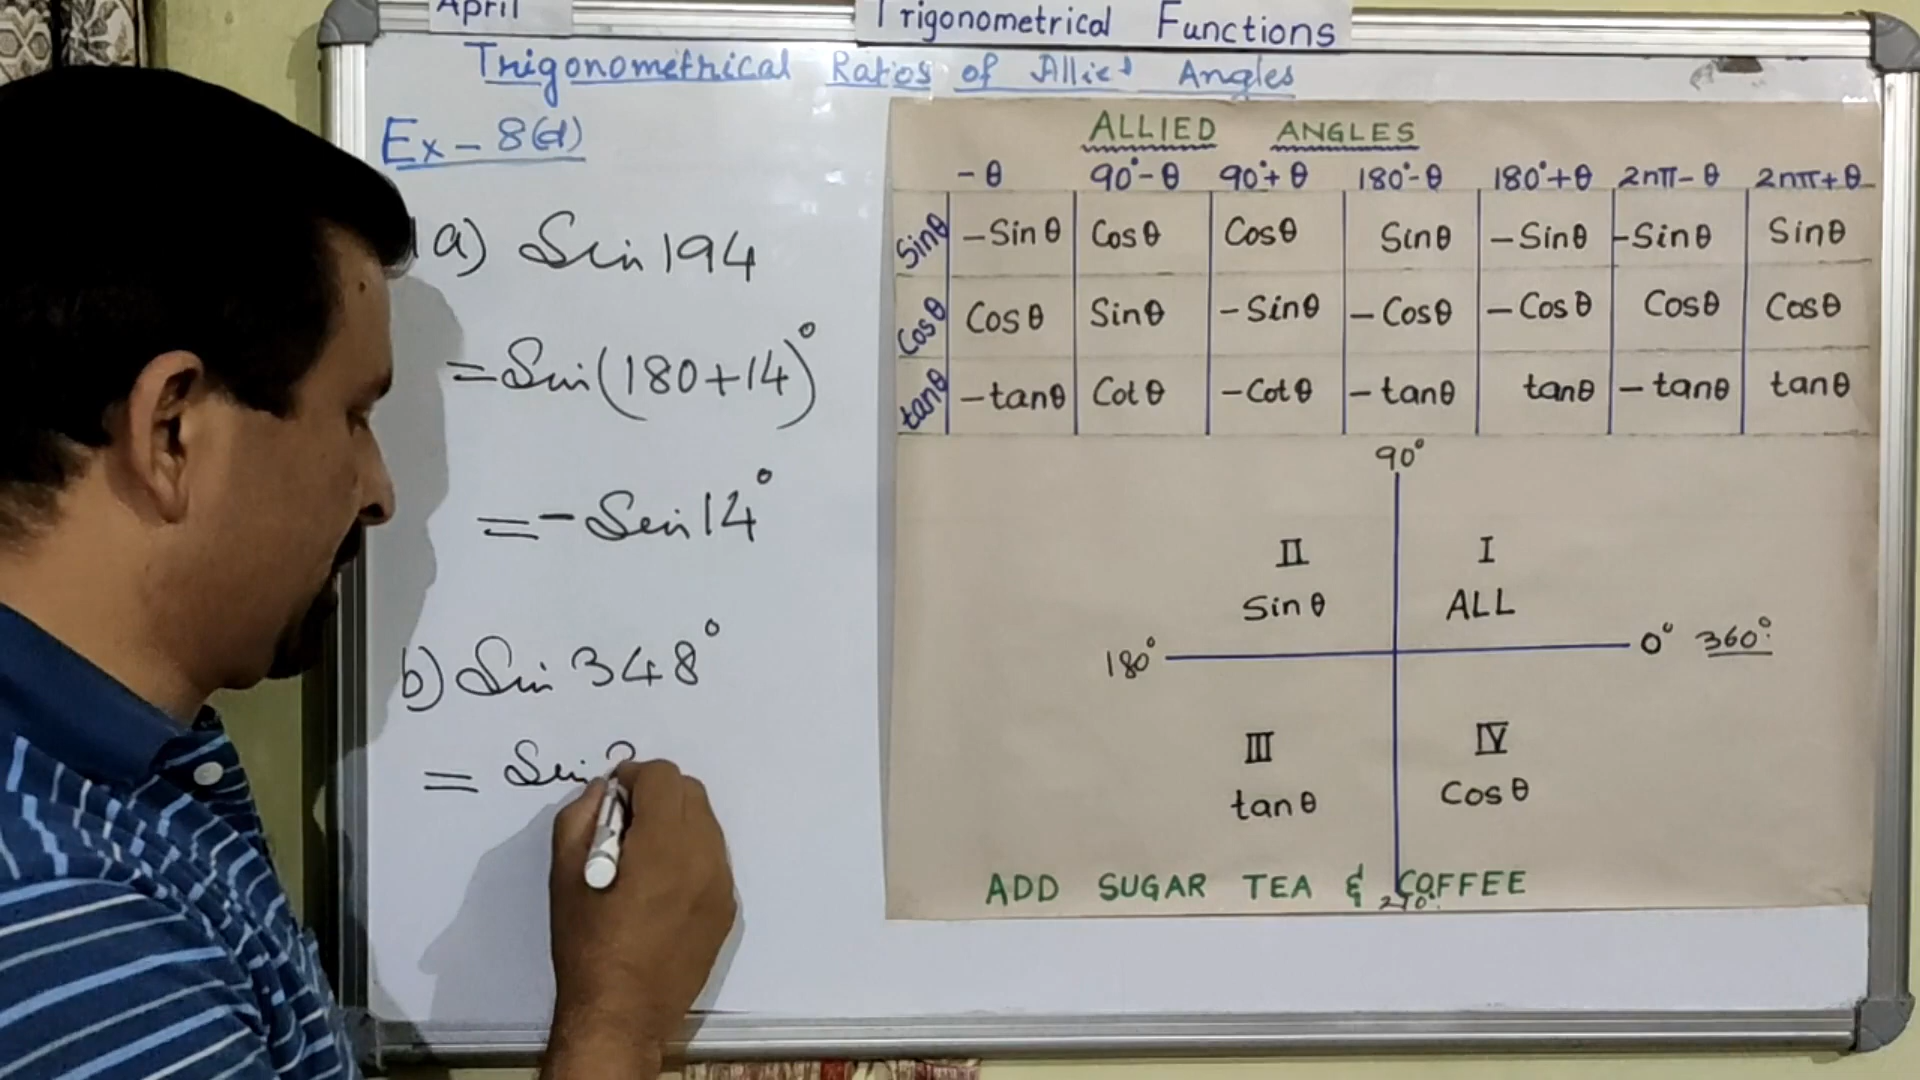 April
Trigonometrical Functions
Trigonometrical Ratios of Allied Angles
Ex - 8(d)
a) Sin 194
= Sin(180+14)°
= - Sin 14°
b) Sin 348°
= Sin
ALLIED ANGLES
-θ 90°-θ 90°+θ 180°-θ 180°+θ 2nπ-θ 2nπ+θ
Sinθ -Sinθ Cosθ Cosθ Sinθ -Sinθ -Sinθ Sinθ
Cosθ Cosθ Sinθ -Sinθ -Cosθ -Cosθ Cosθ Cosθ
tanθ -tanθ Cotθ -Cotθ -tanθ tanθ -tanθ tanθ
90°
II I
Sinθ ALL
180° 0° 360°
III IV
tanθ Cosθ
ADD SUGAR TEA & COFFEE
270°